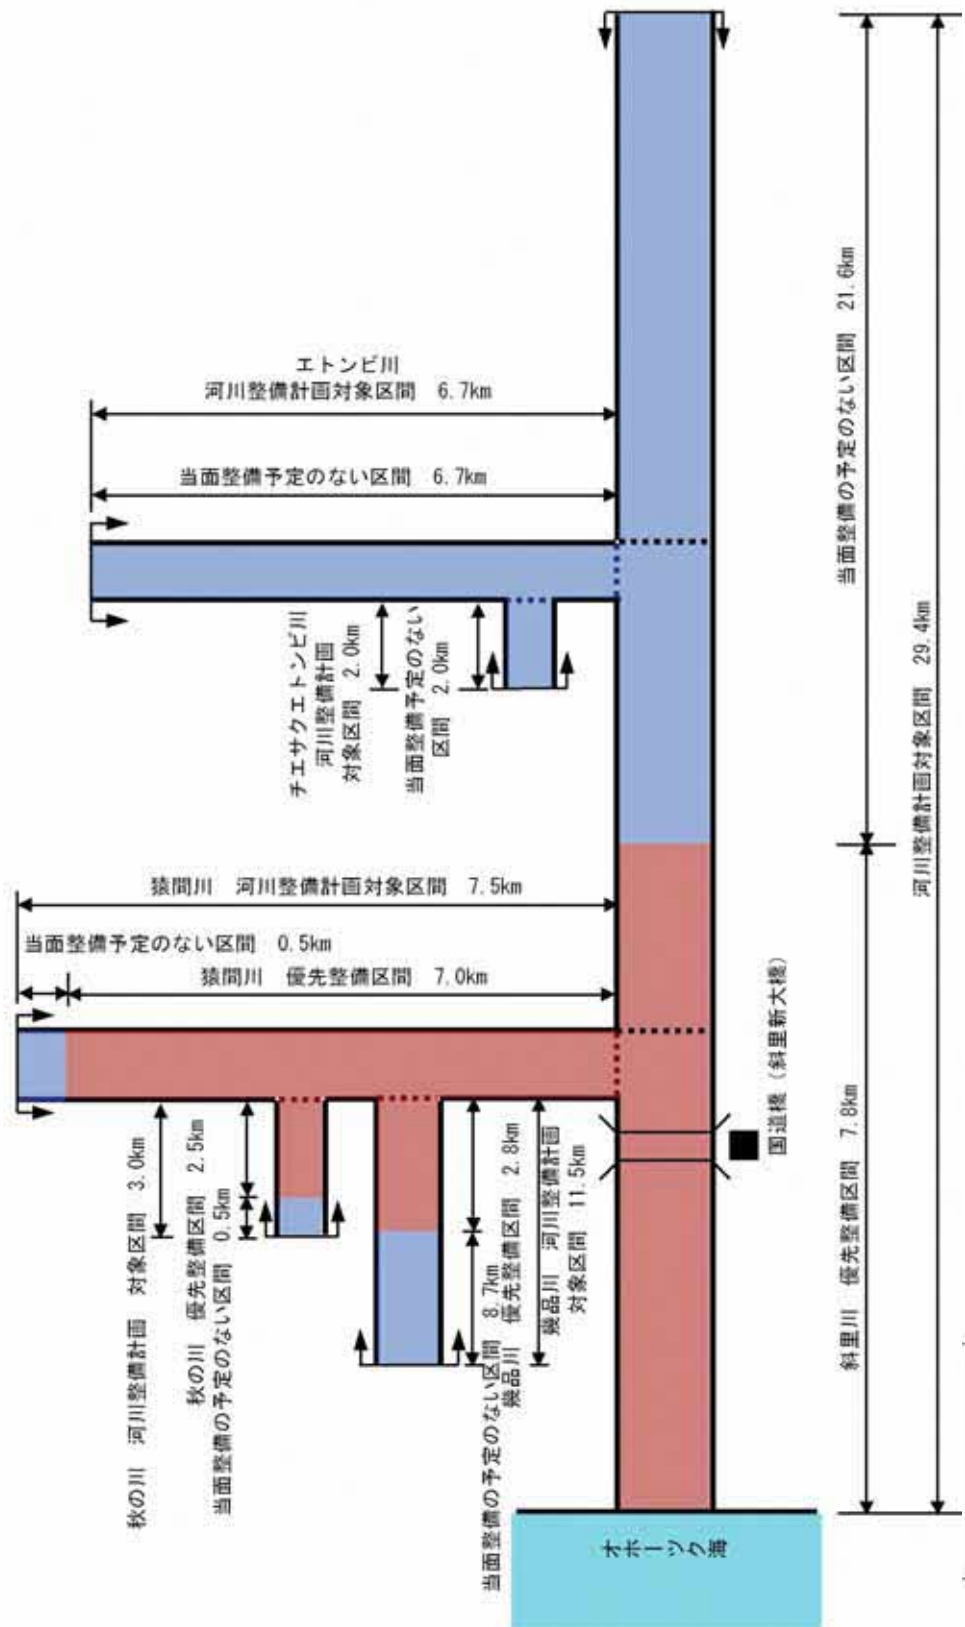 エトンビ川
河川整備計画対象区間 6.7km
当面整備予定のない区間 6.7km
チエサクエトンビ川
河川整備計画
対象区間 2.0km
当面整備予定のない
区間 2.0km
当面整備の予定のない区間 21.6km
河川整備計画対象区間 29.4km
猿間川 河川整備計画対象区間 7.5km
当面整備予定のない区間 0.5km
猿間川 優先整備区間 7.0km
秋の川 河川整備計画 対象区間 3.0km
秋の川 優先整備区間 2.5km
当面整備の予定のない区間 0.5km
当面整備の予定のない区間 8.7km
幾品川 優先整備区間 2.8km
幾品川 河川整備計画
対象区間 11.5km
国道橋(斜里新大橋)
斜里川 優先整備区間 7.8km
オホーツク海